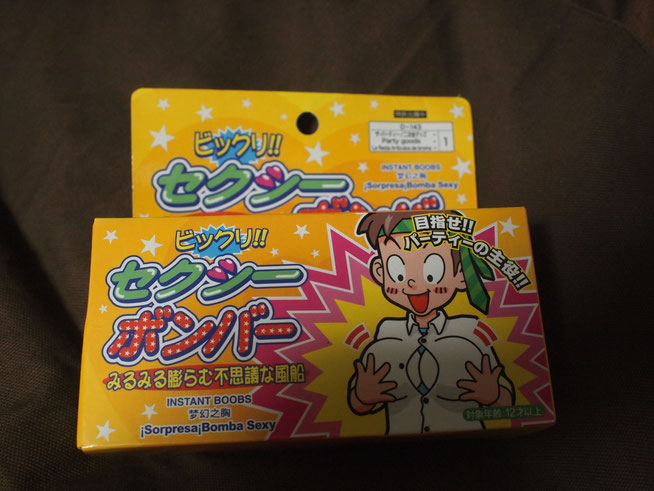 D-143
Party goods
1
ビックリ!!
セクシー
INSTANT BOOBS
梦幻之胸
¡Sorpresa¡Bomba Sexy
ビックリ!!
セクシー
ボンバー
みるみる膨らむ不思議な風船
INSTANT BOOBS
梦幻之胸
¡Sorpresa¡Bomba Sexy
目指せ!!
パーティーの主役!!
対象年齢:12才以上